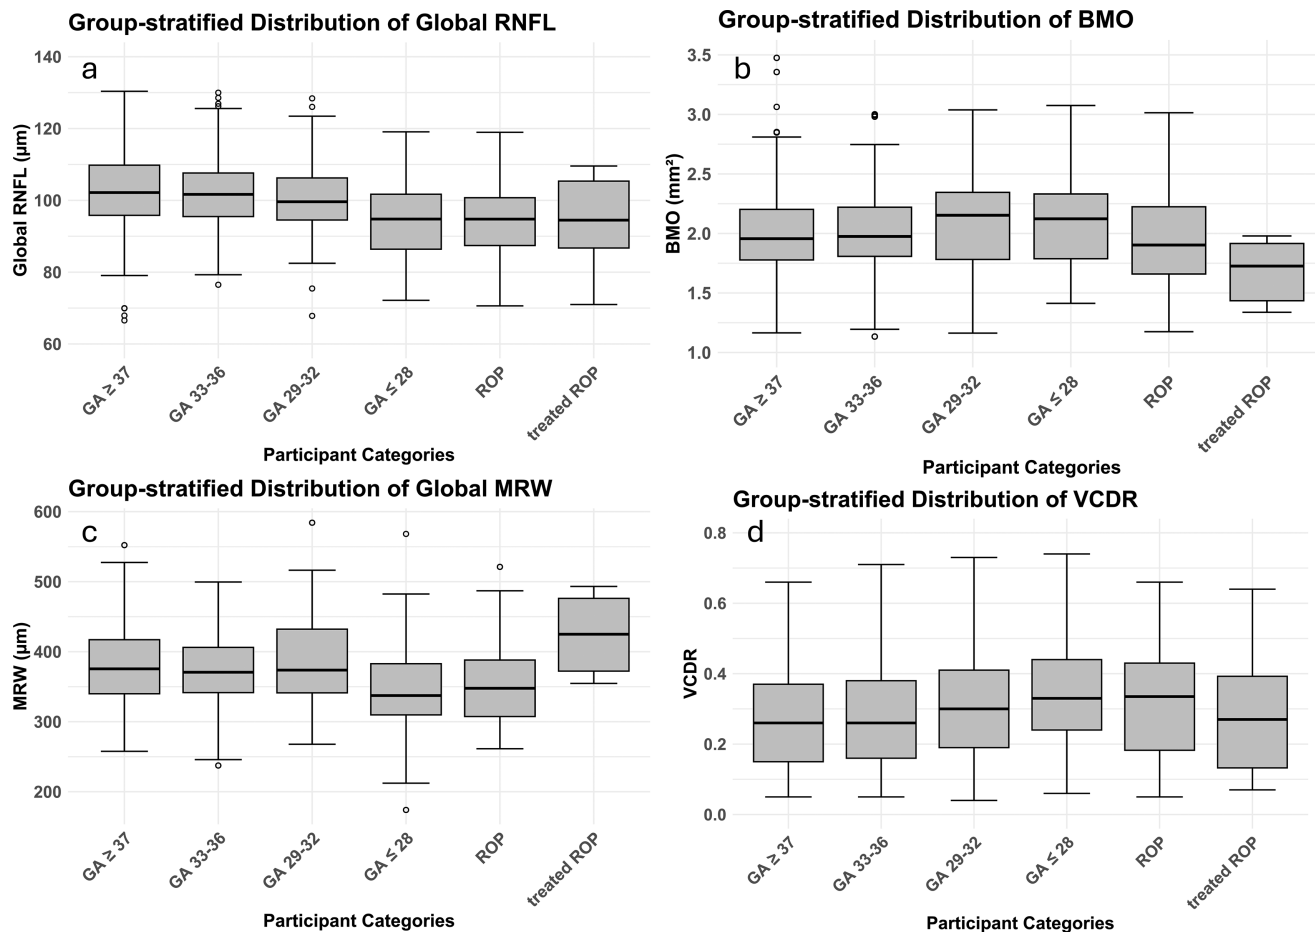 Group-stratified Distribution of Global RNFL
a
Global RNFL (µm)
140
120
100
80
60
GA ≥ 37
GA 33-36
GA 29-32
GA ≤ 28
ROP
treated ROP
Participant Categories
Group-stratified Distribution of BMO
b
BMO (mm²)
3.5
3.0
2.5
2.0
1.5
1.0
GA ≥ 37
GA 33-36
GA 29-32
GA ≤ 28
ROP
treated ROP
Participant Categories
Group-stratified Distribution of Global MRW
c
MRW (µm)
600
500
400
300
200
GA ≥ 37
GA 33-36
GA 29-32
GA ≤ 28
ROP
treated ROP
Participant Categories
Group-stratified Distribution of VCDR
d
VCDR
0.8
0.6
0.4
0.2
0.0
GA ≥ 37
GA 33-36
GA 29-32
GA ≤ 28
ROP
treated ROP
Participant Categories